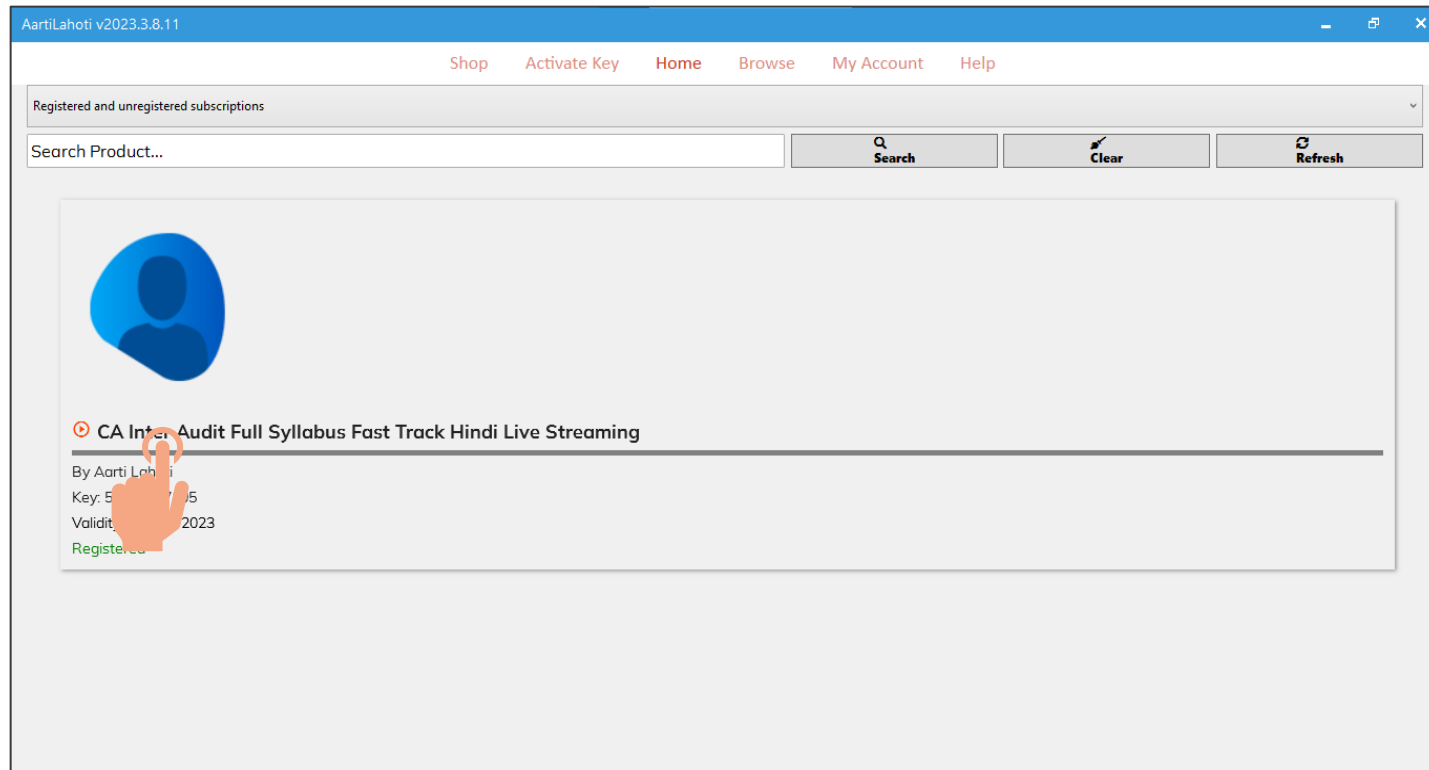 AartiLahoti v2023.3.8.11
Shop Activate Key Home Browse My Account Help
Registered and unregistered subscriptions
Search Product...
Search
Clear
Refresh
CA Inter Audit Full Syllabus Fast Track Hindi Live Streaming
By Aarti Lahoti
Key: 5 95
Validity 2023
Registered